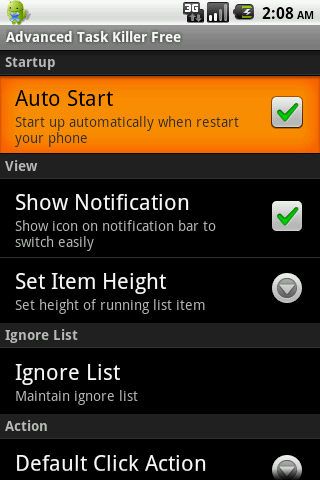 3G 2:08 AM
Advanced Task Killer Free
Startup
Auto Start
Start up automatically when restart
your phone
View
Show Notification
Show icon on notification bar to
switch easily
Set Item Height
Set height of running list item
Ignore List
Ignore List
Maintain ignore list
Action
Default Click Action